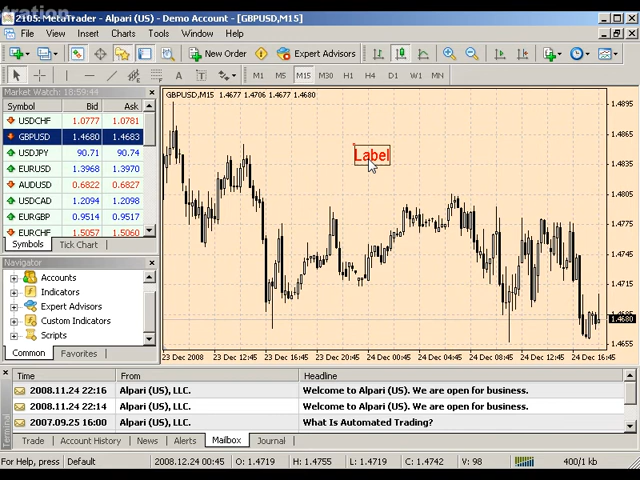 tration
2105: MetaTrader - Alpari (US) - Demo Account - [GBPUSD,M15]
File View Insert Charts Tools Window Help
New Order Expert Advisors
A T M1 M5 M15 M30 H1 H4 D1 W1 MN
Market Watch: 18:59:44
Symbol Bid Ask
USDCHF 1.0777 1.0781
GBPUSD 1.4680 1.4683
USDJPY 90.71 90.74
EURUSD 1.3968 1.3970
AUDUSD 0.6822 0.6827
USDCAD 1.2094 1.2098
EURGBP 0.9514 0.9517
EURCHF 1.5057 1.5060
Symbols Tick Chart
Navigator
Accounts
Indicators
Expert Advisors
Custom Indicators
Scripts
Common Favorites
GBPUSD,M15 1.4677 1.4706 1.4677 1.4680
Label
1.4895
1.4865
1.4835
1.4805
1.4775
1.4745
1.4715
1.4680
1.4655
23 Dec 2008 23 Dec 12:45 23 Dec 16:45 23 Dec 20:45 24 Dec 00:45 24 Dec 04:45 24 Dec 08:45 24 Dec 12:45 24 Dec 16:45
Time From Headline
2008.11.24 22:16 Alpari (US), LLC. Welcome to Alpari (US). We are open for business.
2008.11.24 22:14 Alpari (US), LLC. Welcome to Alpari (US). We are open for business.
2007.09.25 16:00 Alpari (US), LLC. What Is Automated Trading?
Terminal
Trade Account History News Alerts Mailbox Journal
For Help, press Default 2008.12.24 00:45 O: 1.4719 H: 1.4755 L: 1.4719 C: 1.4742 V: 98 400/1 kb